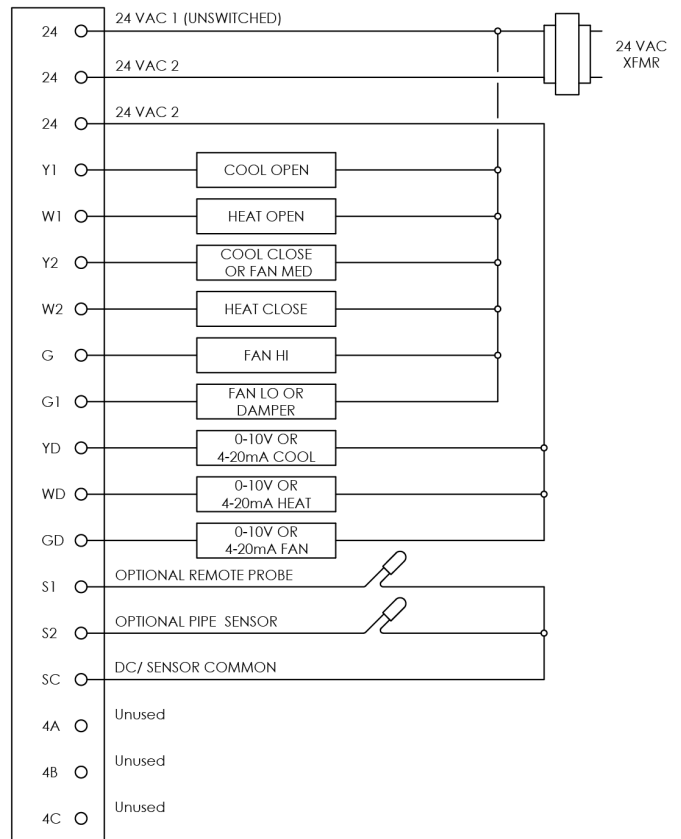 24 24 VAC 1 (UNSWITCHED)
24 VAC
XFMR
24 24 VAC 2
24 24 VAC 2
Y1 COOL OPEN
W1 HEAT OPEN
Y2 COOL CLOSE
OR FAN MED
W2 HEAT CLOSE
G FAN HI
G1 FAN LO OR
DAMPER
YD 0-10V OR
4-20mA COOL
WD 0-10V OR
4-20mA HEAT
GD 0-10V OR
4-20mA FAN
S1 OPTIONAL REMOTE PROBE
S2 OPTIONAL PIPE SENSOR
SC DC/ SENSOR COMMON
4A Unused
4B Unused
4C Unused